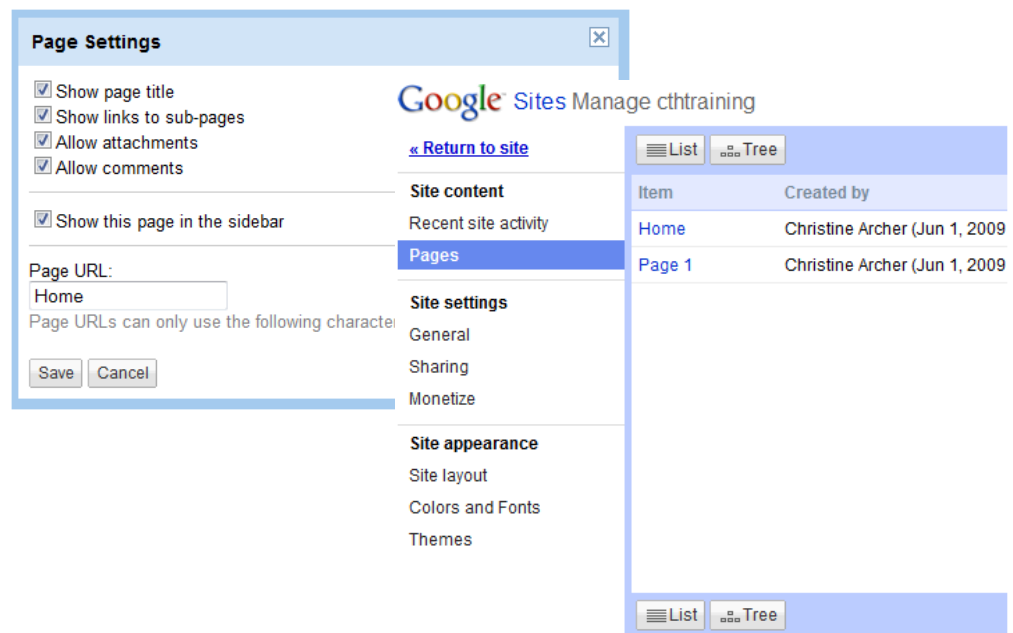 Page Settings
Show page title
Show links to sub-pages
Allow attachments
Allow comments
Show this page in the sidebar
Page URL:
Home
Page URLs can only use the following
Save Cancel
Google Sites Manage cthtraining
« Return to site
Site content
Recent site activity
Pages
Site settings
General
Sharing
Monetize
Site appearance
Site layout
Colors and Fonts
Themes
List Tree
Item Created by
Home Christine Archer (Jun 1, 2009
Page 1 Christine Archer (Jun 1, 2009
List Tree